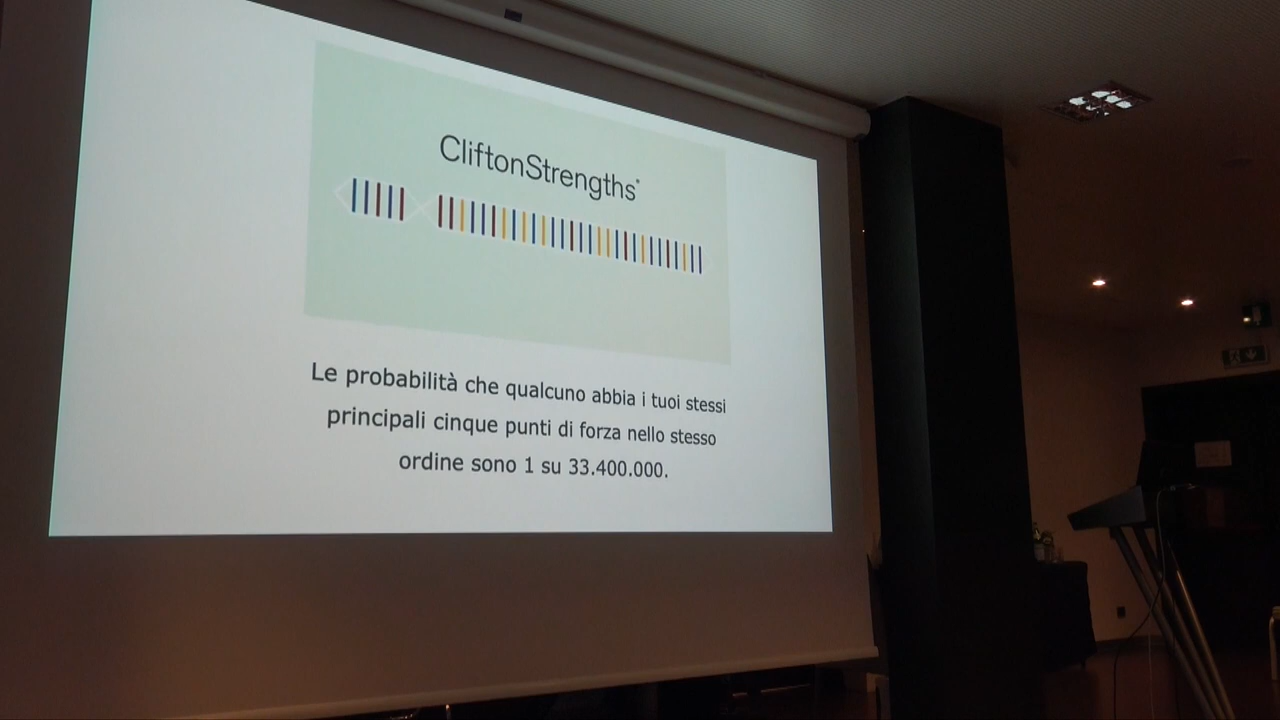 CliftonStrengths
Le probabilità che qualcuno abbia i tuoi stessi
principali cinque punti di forza nello stesso
ordine sono 1 su 33.400.000.